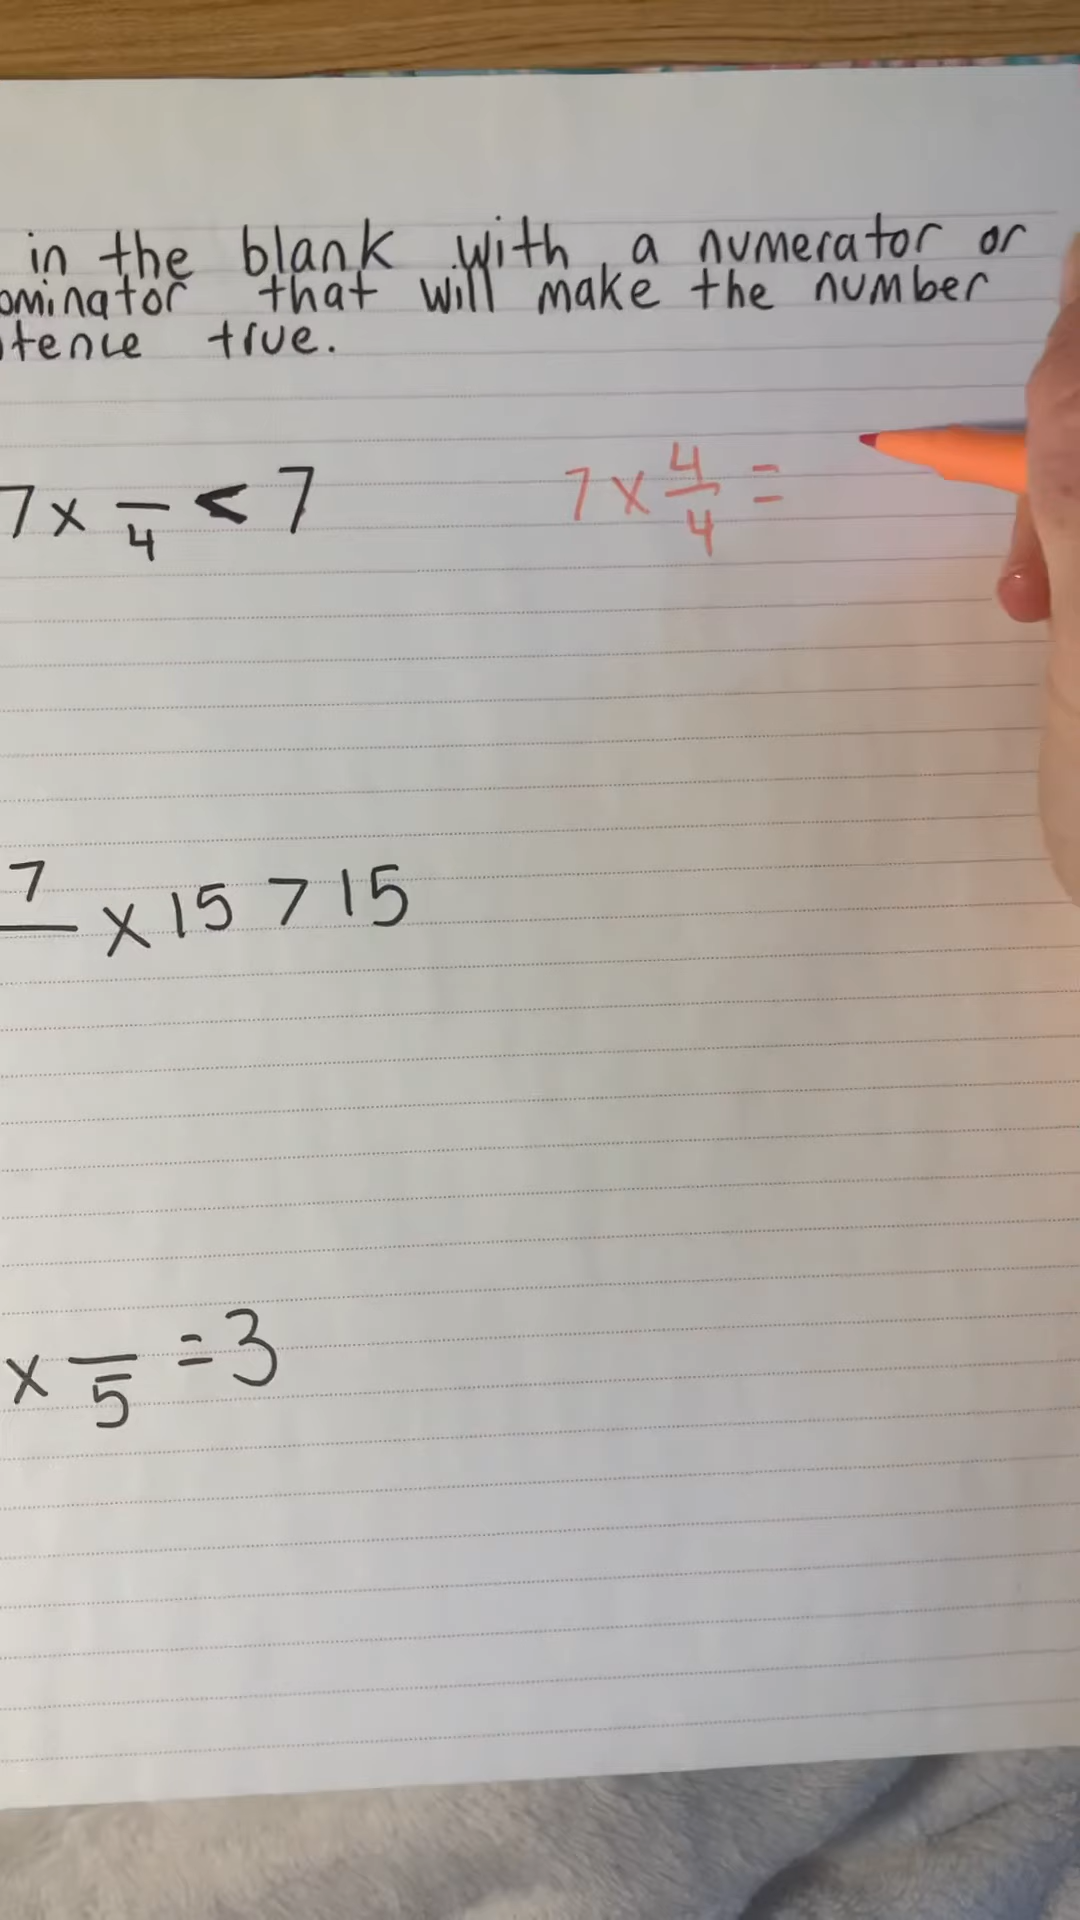 in the blank with a numerator or
ominator that will make the number
tence true.
7 x _/4 < 7
7 x 4/4 =
7/_ x 15 > 15
x _/5 = 3